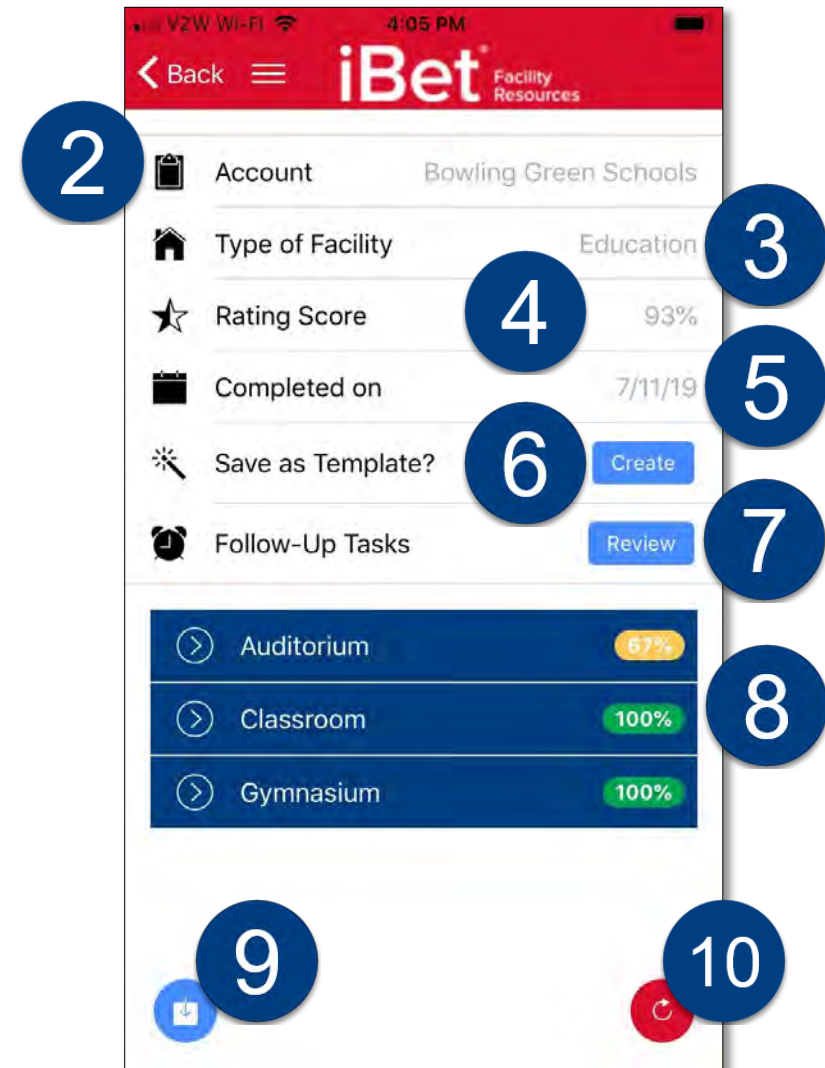 VZW Wi-Fi 4:05 PM
Back iBet Facility Resources
2 Account Bowling Green Schools
Type of Facility Education 3
Rating Score 4 93%
Completed on 7/11/19 5
Save as Template? 6 Create
Follow-Up Tasks Review 7
Auditorium 67%
Classroom 100% 8
Gymnasium 100%
9 10